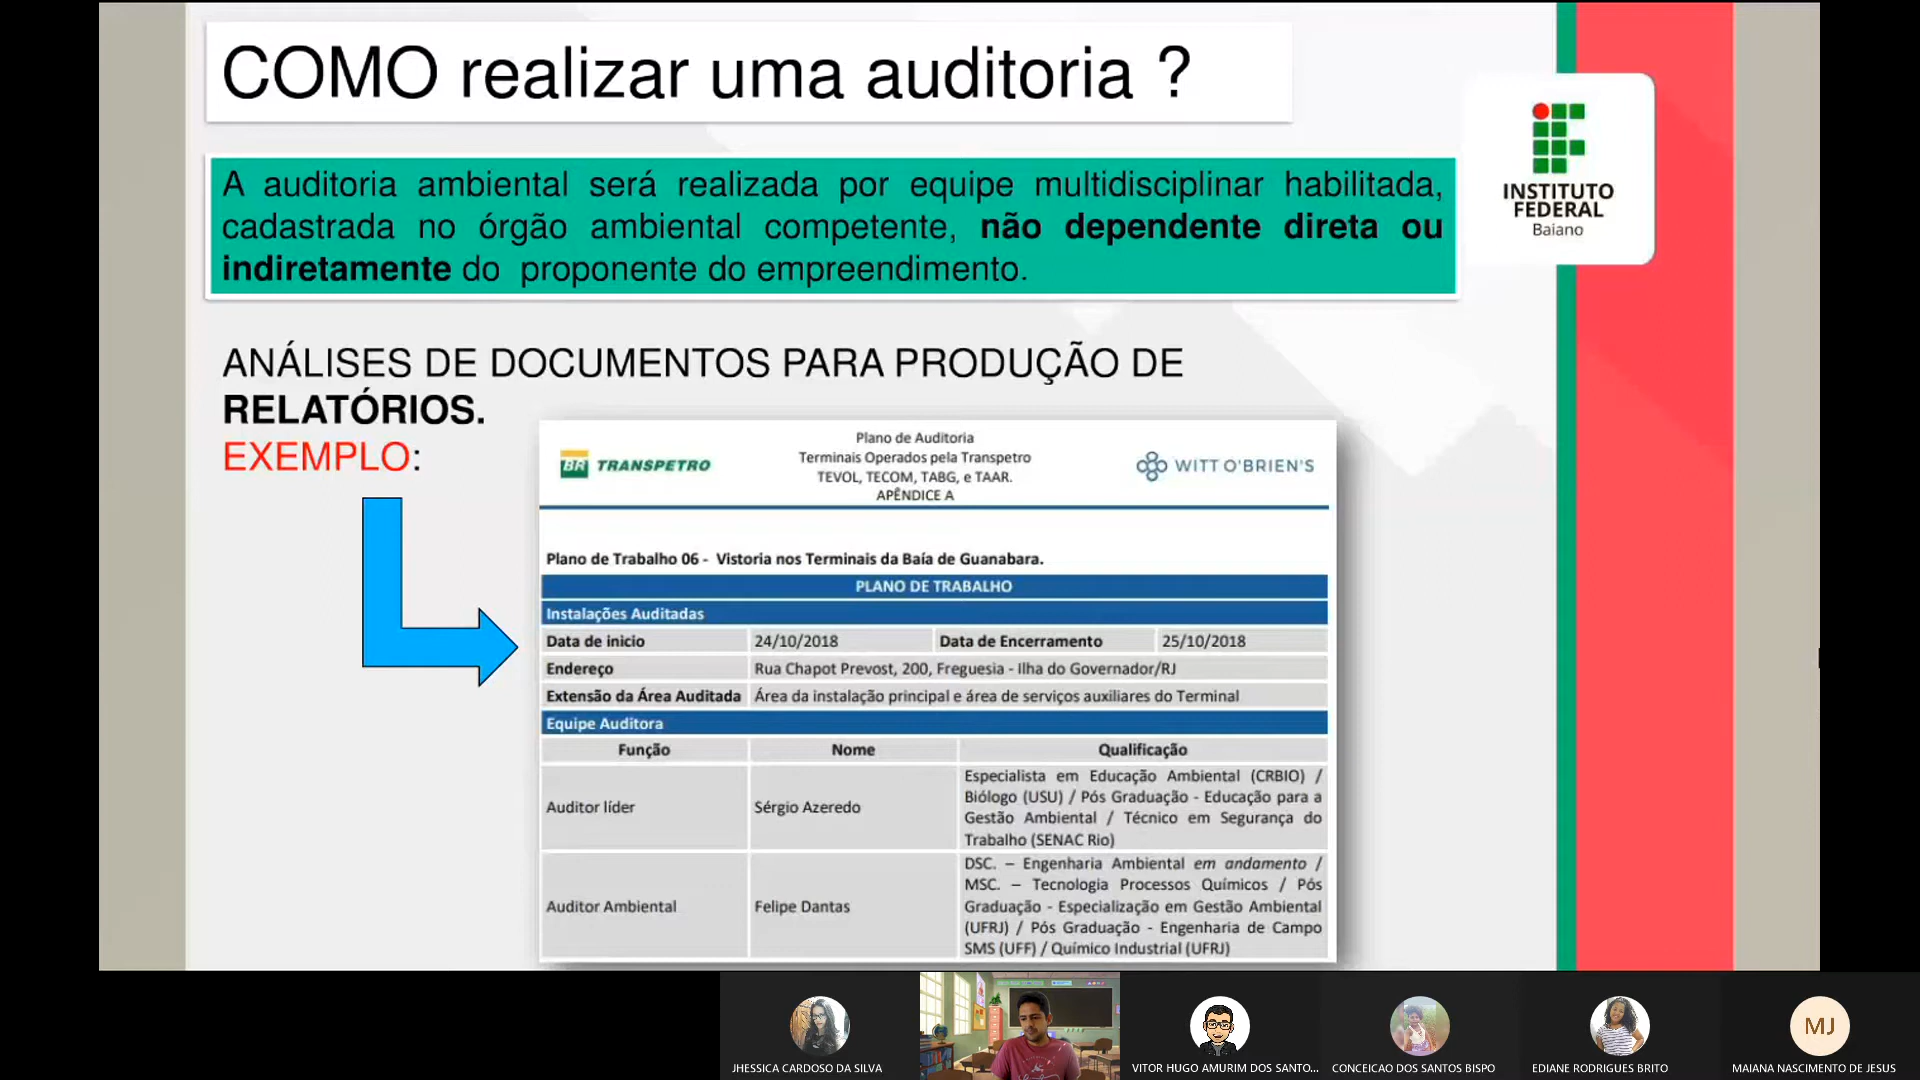 COMO realizar uma auditoria ?
INSTITUTO
FEDERAL
Baiano
A auditoria ambiental será realizada por equipe multidisciplinar habilitada,
cadastrada no órgão ambiental competente, não dependente direta ou
indiretamente do proponente do empreendimento.
ANÁLISES DE DOCUMENTOS PARA PRODUÇÃO DE
RELATÓRIOS.
EXEMPLO:
BR TRANSPETRO
Plano de Auditoria
Terminais Operados pela Transpetro
TEVOL, TECOM, TABG, e TAAR.
APÊNDICE A
WITT O'BRIEN'S
Plano de Trabalho 06 - Vistoria nos Terminais da Baía de Guanabara.
PLANO DE TRABALHO
Instalações Auditadas
Data de inicio 24/10/2018 Data de Encerramento 25/10/2018
Endereço Rua Chapot Prevost, 200, Freguesia - Ilha do Governador/RJ
Extensão da Área Auditada Área da instalação principal e área de serviços auxiliares do Terminal
Equipe Auditora
Função Nome Qualificação
Auditor líder Sérgio Azeredo
Especialista em Educação Ambiental (CRBIO) /
Biólogo (USU) / Pós Graduação - Educação para a
Gestão Ambiental / Técnico em Segurança do
Trabalho (SENAC Rio)
Auditor Ambiental Felipe Dantas
DSC. – Engenharia Ambiental em andamento /
MSC. – Tecnologia Processos Químicos / Pós
Graduação - Especialização em Gestão Ambiental
(UFRJ) / Pós Graduação - Engenharia de Campo
SMS (UFF) / Químico Industrial (UFRJ)
JHESSICA CARDOSO DA SILVA
VITOR HUGO AMURIM DOS SANTO...
CONCEICAO DOS SANTOS BISPO
EDIANE RODRIGUES BRITO
MJ
MAIANA NASCIMENTO DE JESUS